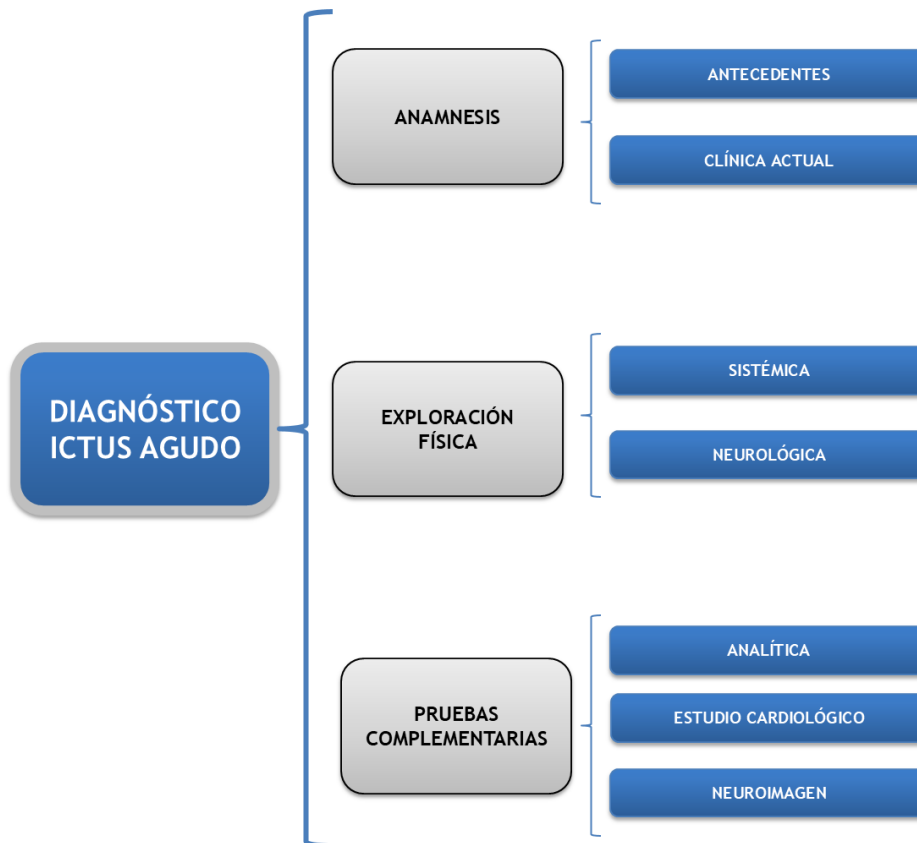 DIAGNÓSTICO
ICTUS AGUDO
ANAMNESIS
ANTECEDENTES
CLÍNICA ACTUAL
EXPLORACIÓN
FÍSICA
SISTÉMICA
NEUROLÓGICA
PRUEBAS
COMPLEMENTARIAS
ANALÍTICA
ESTUDIO CARDIOLÓGICO
NEUROIMAGEN